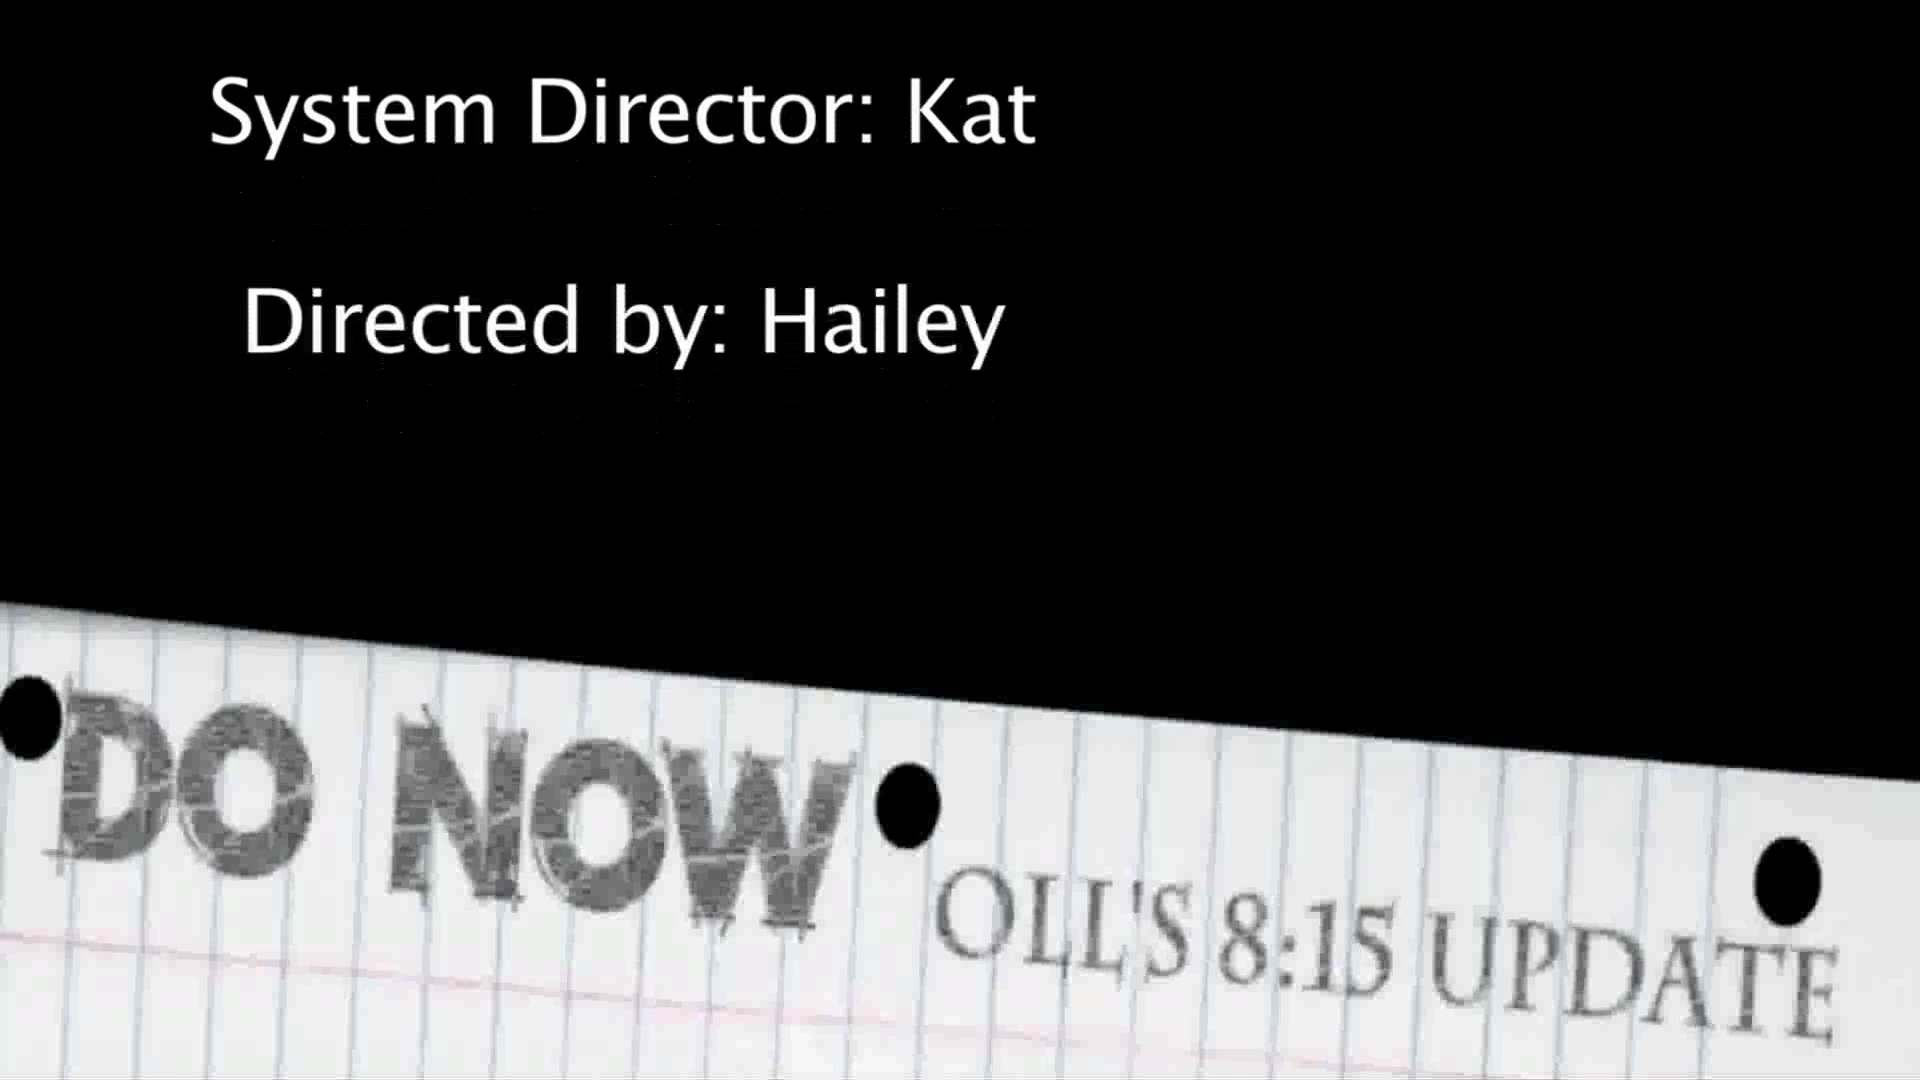 System Director: Kat
Directed by: Hailey
DO NOW
OLL'S 8:15 UPDATE